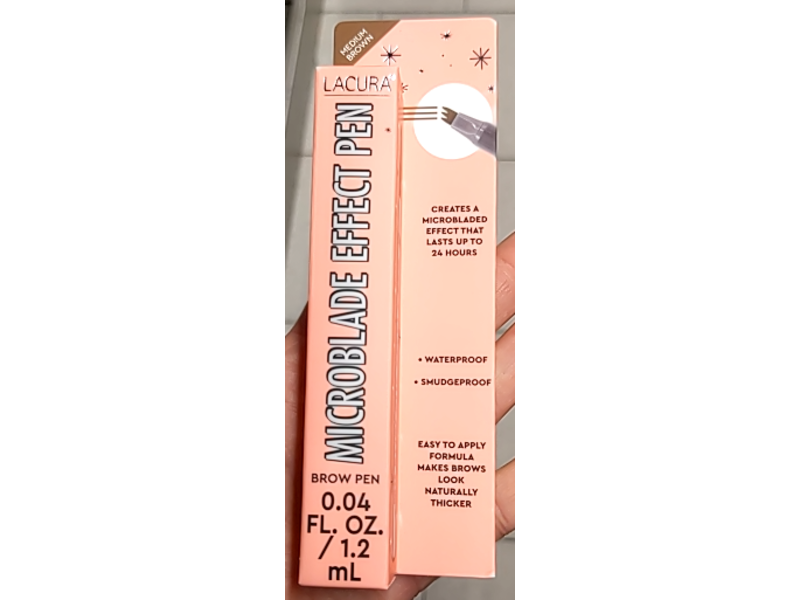 MEDIUM
BROWN
LACURA
MICROBLADE EFFECT PEN
BROW PEN
0.04
FL. OZ.
/ 1.2
mL
CREATES A
MICROBLADED
EFFECT THAT
LASTS UP TO
24 HOURS
• WATERPROOF
• SMUDGEPROOF
EASY TO APPLY
FORMULA
MAKES BROWS
LOOK
NATURALLY
THICKER